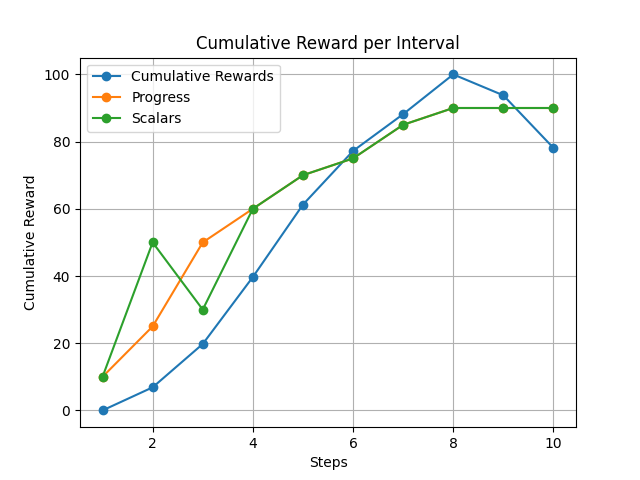 Cumulative Reward per Interval
Cumulative Rewards
Progress
Scalars
100
80
60
40
20
0
Cumulative Reward
2 4 6 8 10
Steps